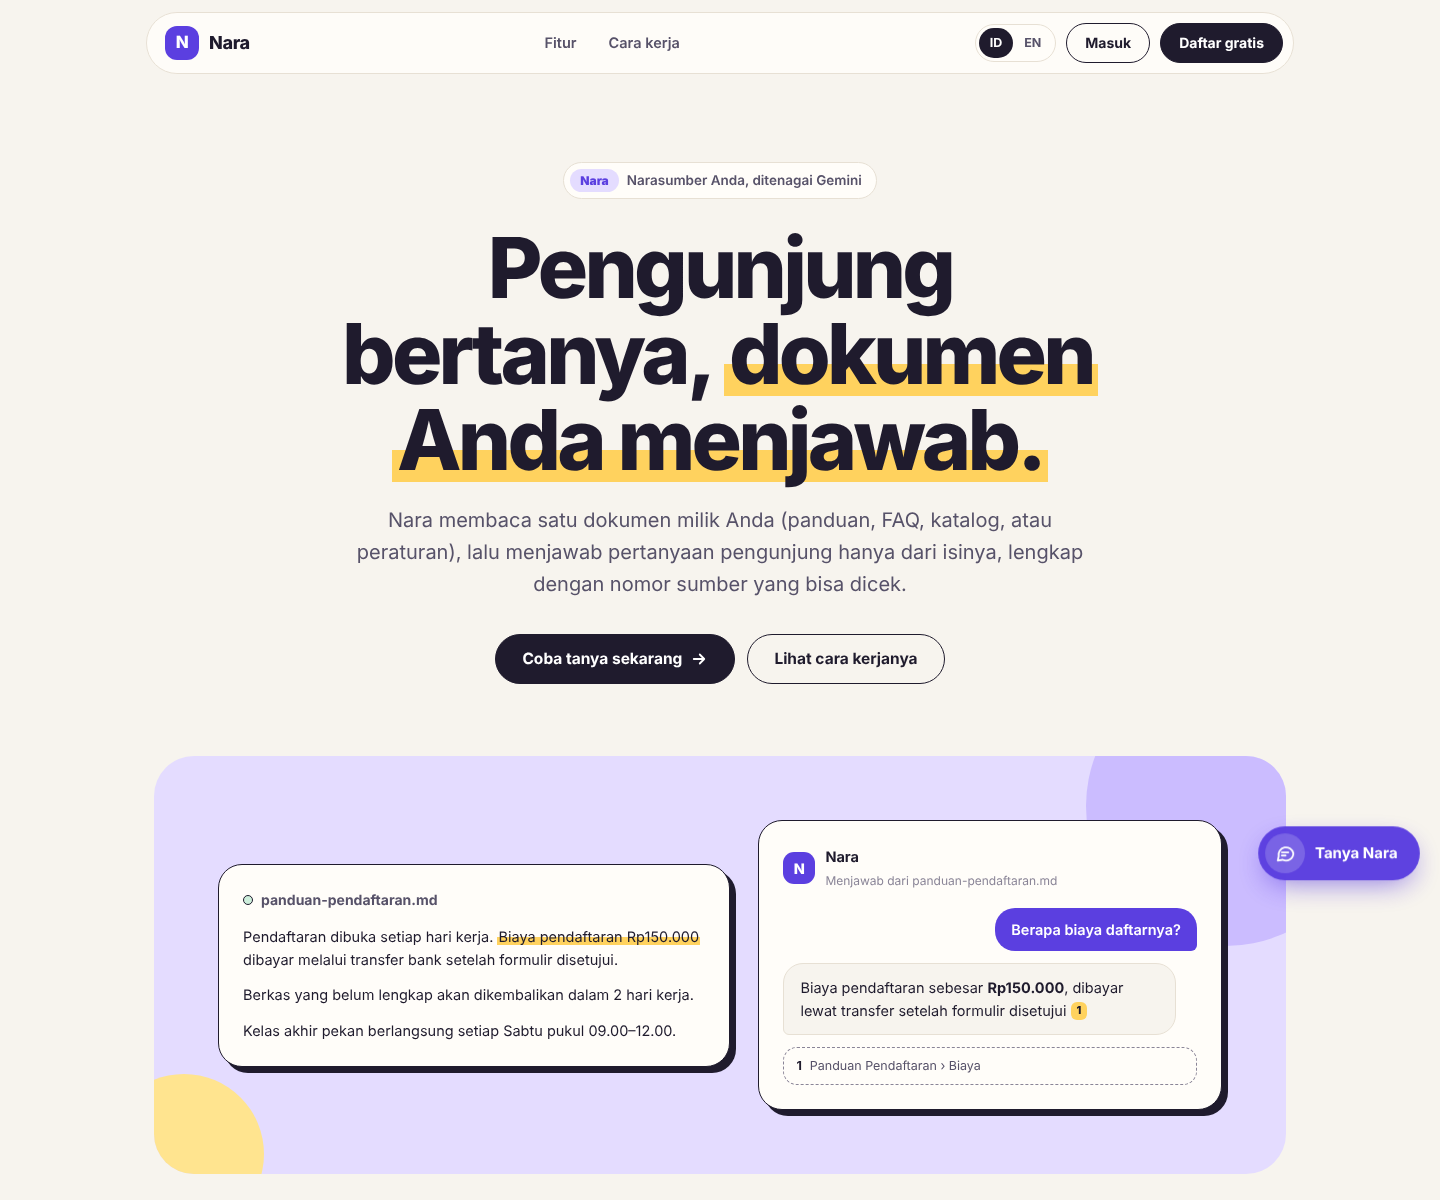 N Nara
Fitur Cara kerja
ID EN Masuk Daftar gratis
Nara Narasumber Anda, ditenagai Gemini
Pengunjung
bertanya, dokumen
Anda menjawab.
Nara membaca satu dokumen milik Anda (panduan, FAQ, katalog, atau
peraturan), lalu menjawab pertanyaan pengunjung hanya dari isinya, lengkap
dengan nomor sumber yang bisa dicek.
Coba tanya sekarang →
Lihat cara kerjanya
panduan-pendaftaran.md
Pendaftaran dibuka setiap hari kerja. Biaya pendaftaran Rp150.000
dibayar melalui transfer bank setelah formulir disetujui.
Berkas yang belum lengkap akan dikembalikan dalam 2 hari kerja.
Kelas akhir pekan berlangsung setiap Sabtu pukul 09.00–12.00.
N Nara
Menjawab dari panduan-pendaftaran.md
Berapa biaya daftarnya?
Biaya pendaftaran sebesar Rp150.000, dibayar
lewat transfer setelah formulir disetujui 1
1 Panduan Pendaftaran › Biaya
Tanya Nara